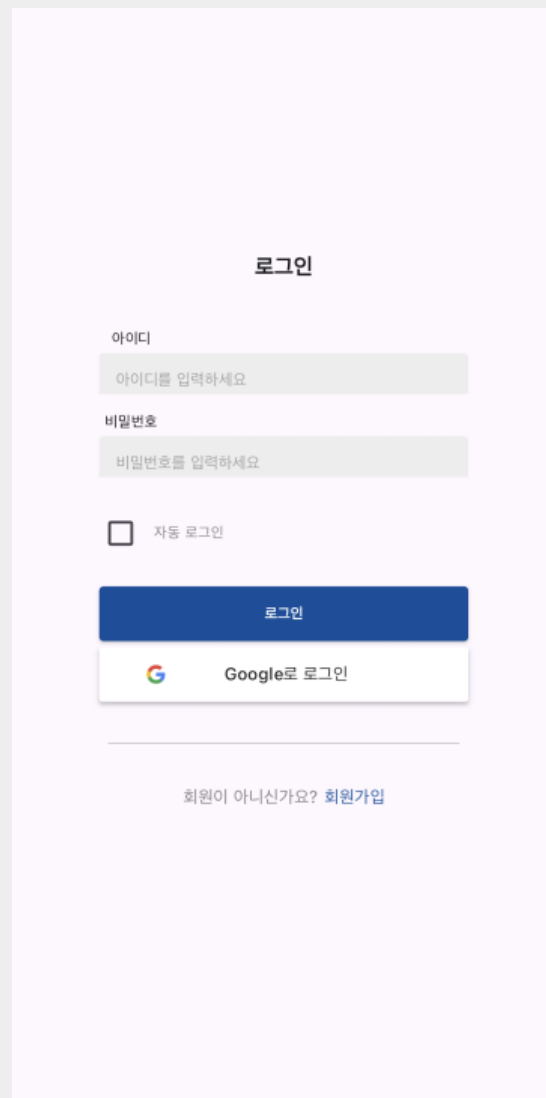 로그인
아이디
아이디를 입력하세요
비밀번호
비밀번호를 입력하세요
자동 로그인
로그인
Google로 로그인
회원이 아니신가요? 회원가입